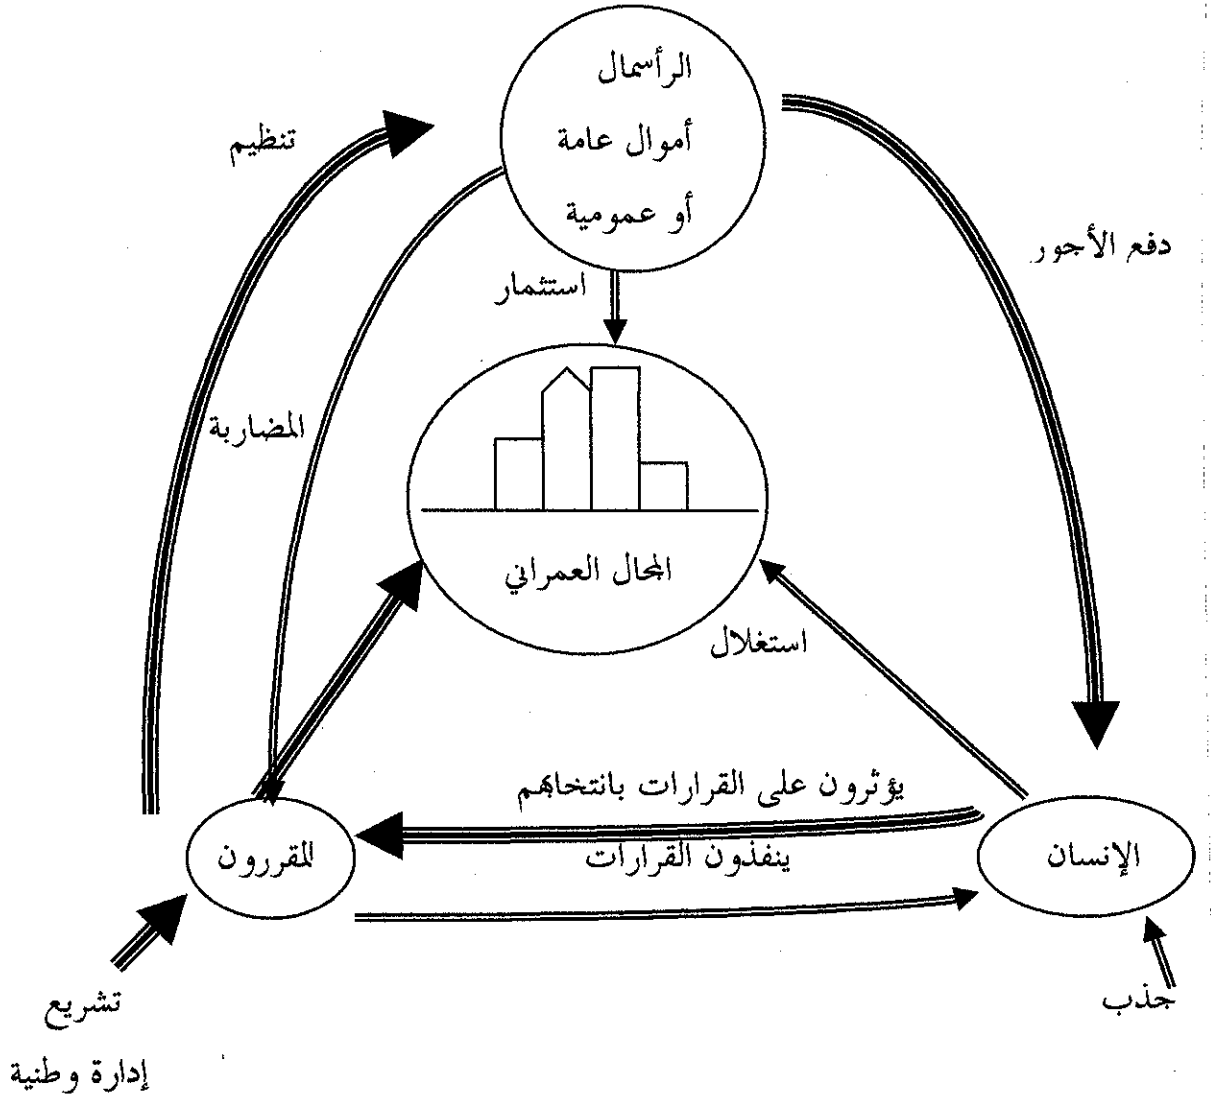 الرأسمال
أموال عامة
أو عمومية
تنظيم
دفع الأجور
استثمار
المضاربة
المجال العمراني
استغلال
يؤثرون على القرارات بانتخاهم
ينفذون القرارات
المقررون
الإنسان
تشريع
إدارة وطنية
جذب